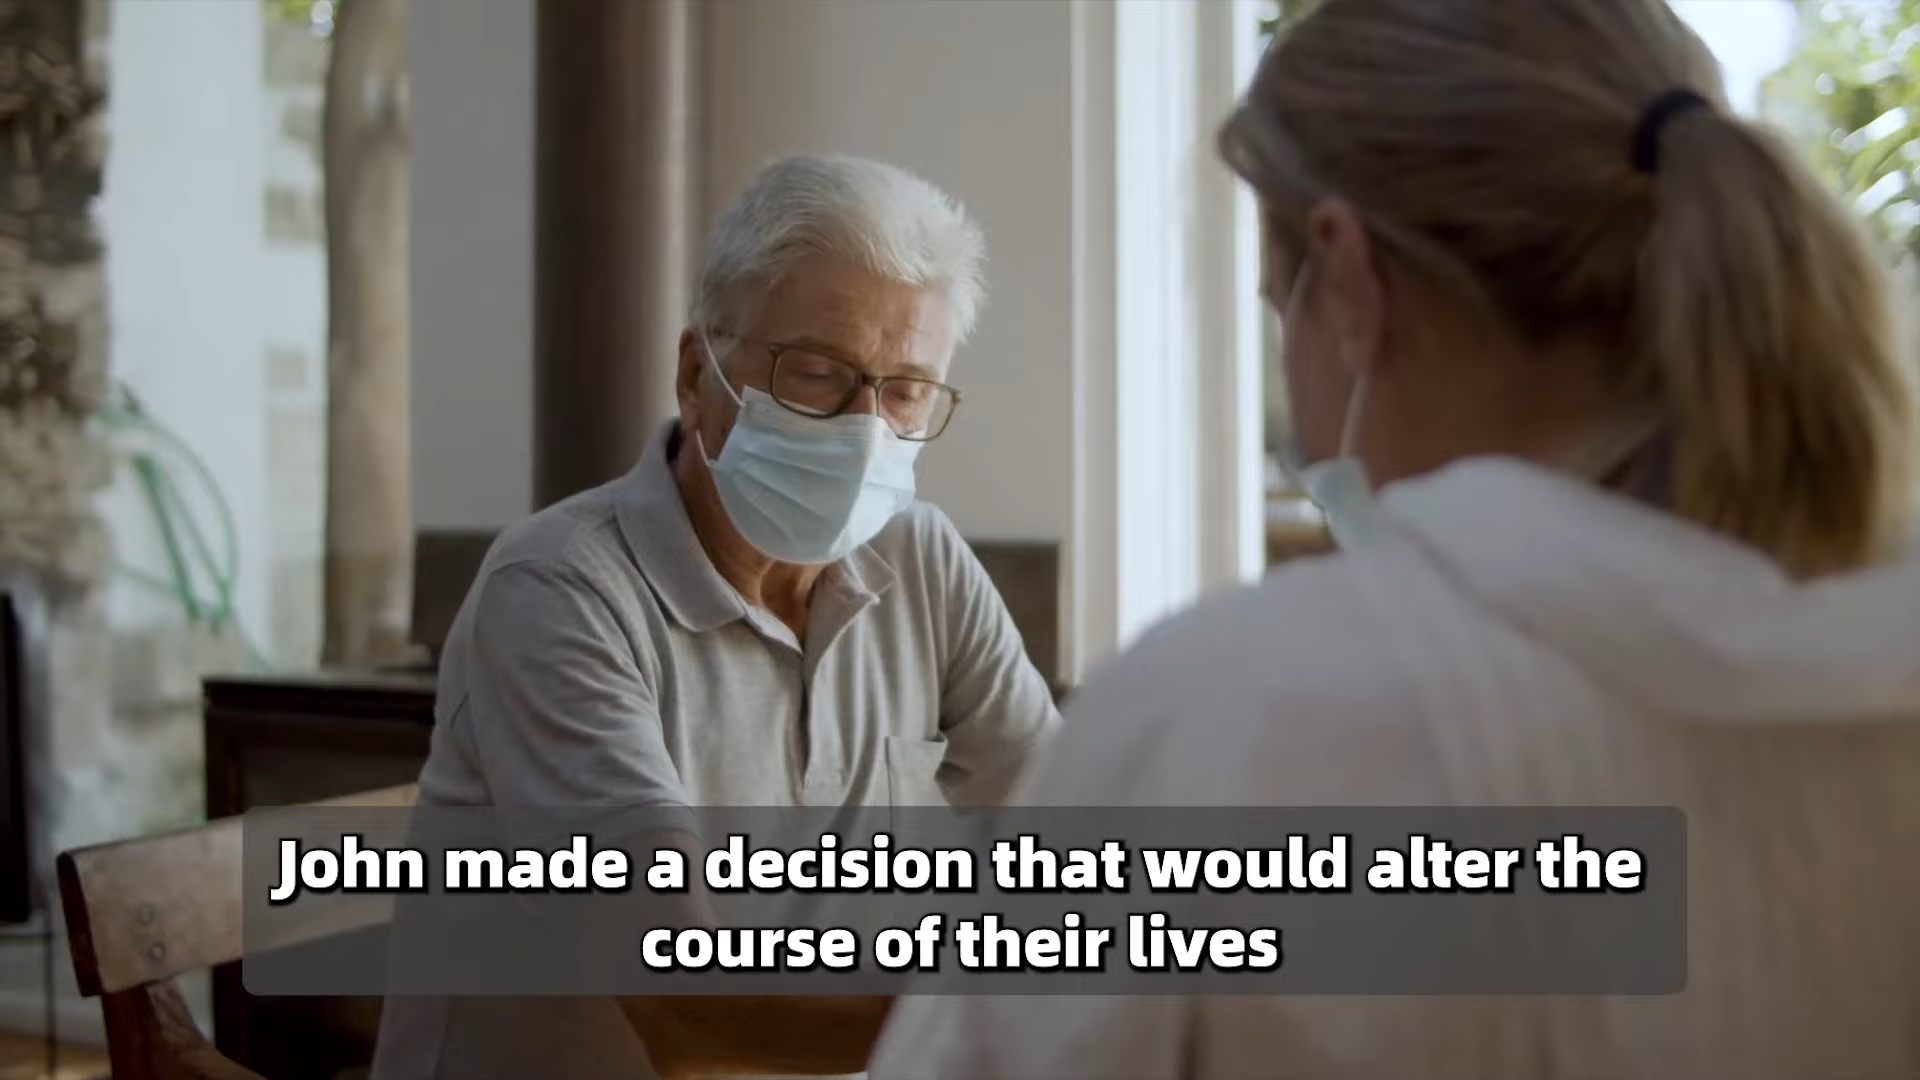 John made a decision that would alter the
course of their lives